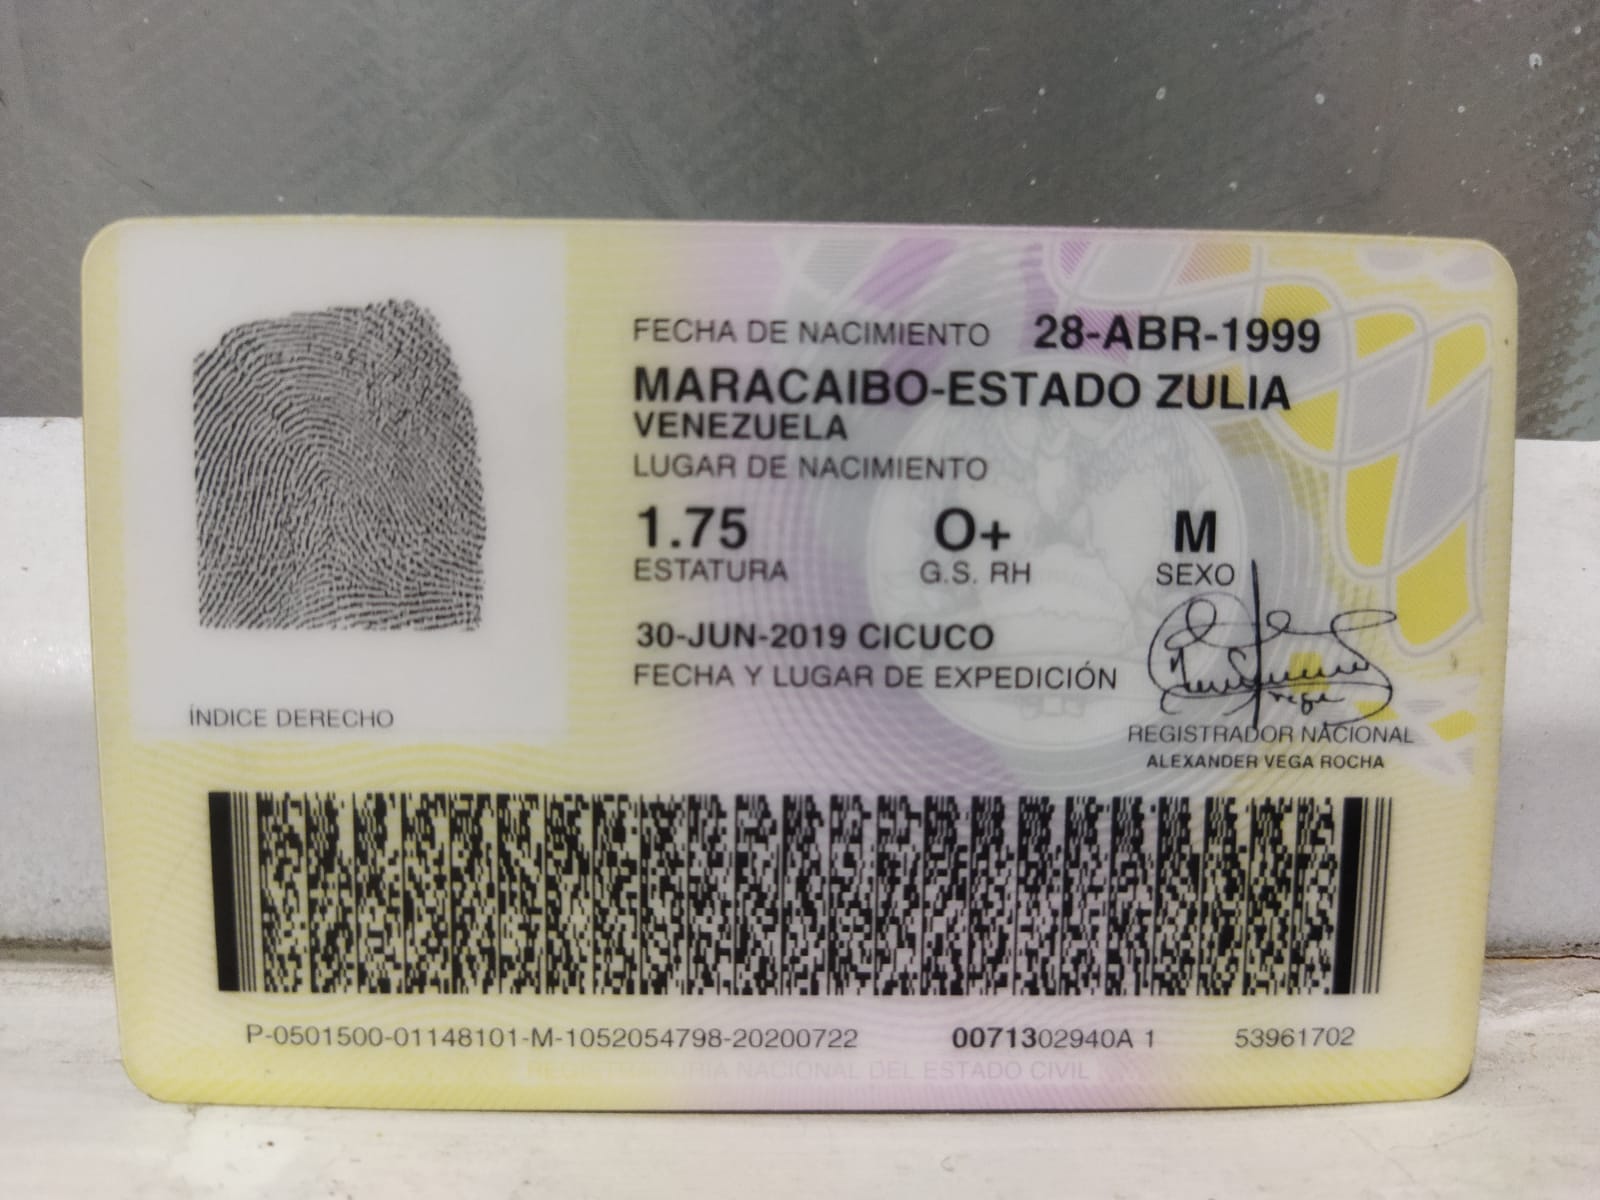 FECHA DE NACIMIENTO 28-ABR-1999
MARACAIBO-ESTADO ZULIA
VENEZUELA
LUGAR DE NACIMIENTO
1.75 O+ M
ESTATURA G.S. RH SEXO
30-JUN-2019 CICUCO
FECHA Y LUGAR DE EXPEDICIÓN
ÍNDICE DERECHO
REGISTRADOR NACIONAL
ALEXANDER VEGA ROCHA
P-0501500-01148101-M-1052054798-20200722 0071302940A 1 53961702
REGISTRADURIA NACIONAL DEL ESTADO CIVIL